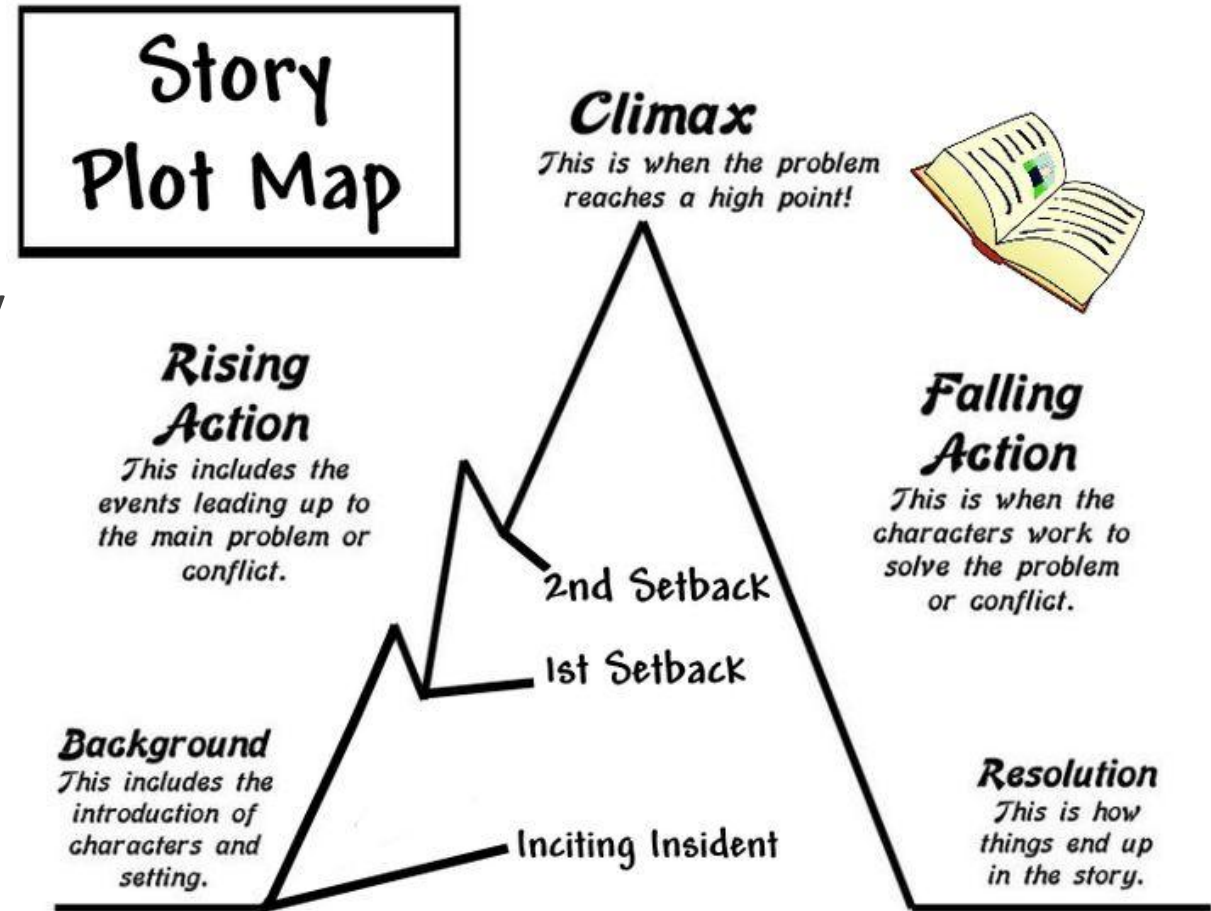 Story
Plot Map
Climax
This is when the problem
reaches a high point!
Rising
Action
This includes the
events leading up to
the main problem or
conflict.
Falling
Action
This is when the
characters work to
solve the problem
or conflict.
2nd Setback
1st Setback
Background
This includes the
introduction of
characters and
setting.
Inciting Insident
Resolution
This is how
things end up
in the story.